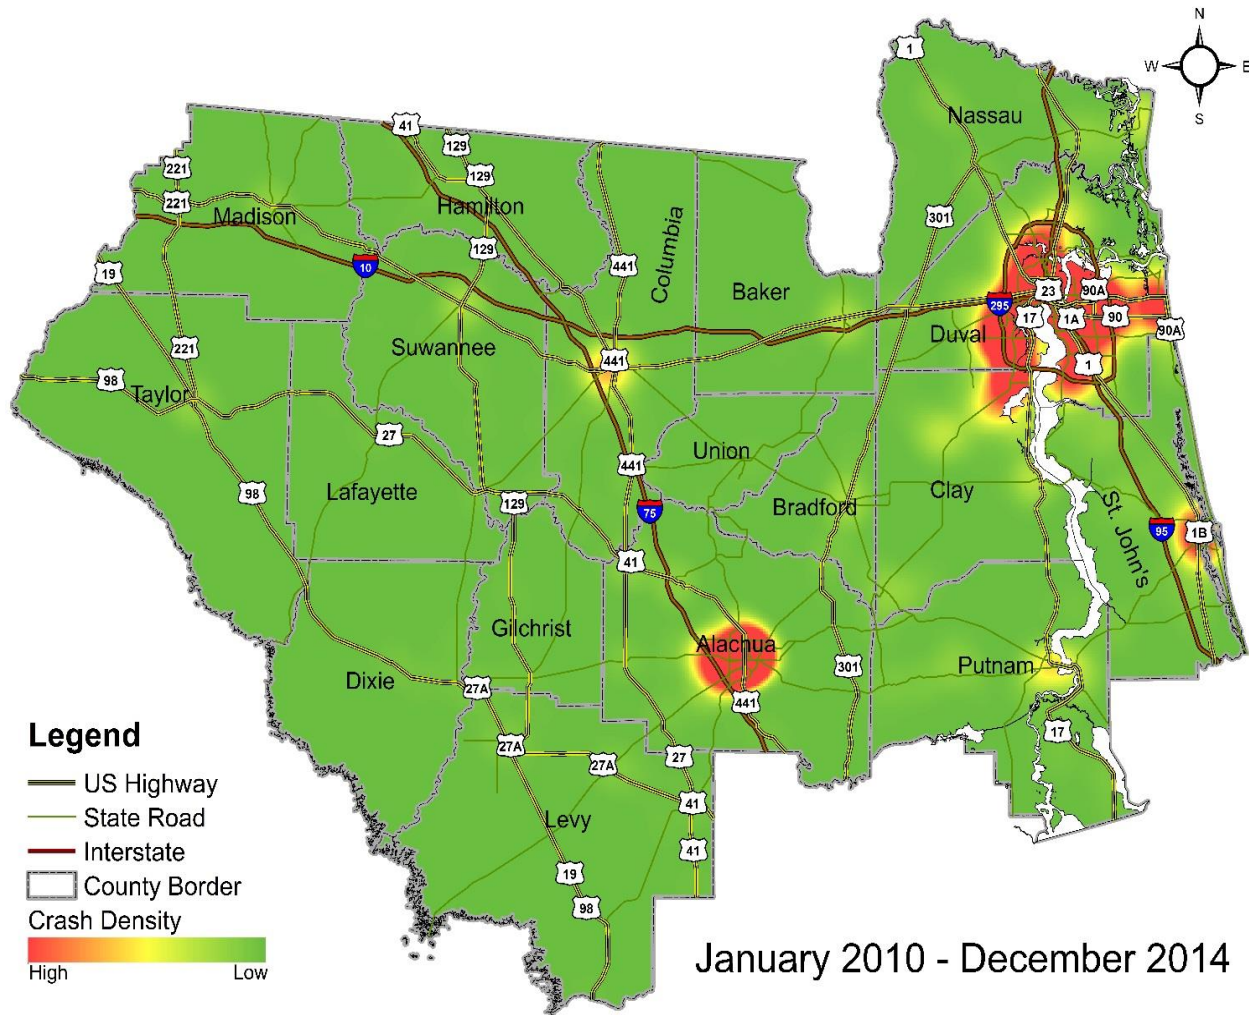 N
W E
S
1
Nassau
41
129
221
129
221
Madison
Hamilton
301
129
Columbia
10
441
19
Baker
295
23
90A
17
1A
90
90A
Duval
221
Suwannee
441
1
98
Taylor
27
Union
441
98
Lafayette
129
75
Bradford
Clay
St. John's
95
1B
41
Gilchrist
Alachua
301
Putnam
Dixie
27A
441
17
27A
27A
27
41
Levy
41
19
98
Legend
US Highway
State Road
Interstate
County Border
Crash Density
High Low
January 2010 - December 2014